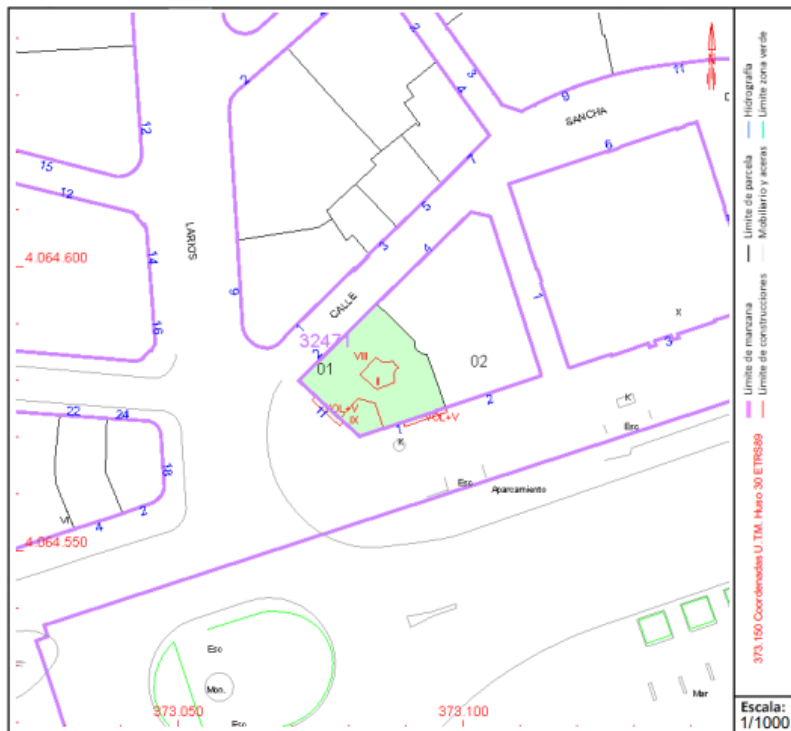 2
3
2
4
11
9
SANCHA
12
6
15
12
7
LARIOS
5
4.064.600
14
3
4
9
CALLE
1
1
16
32471
2
01
VIII
02
X
3
I
2
22
24
11
VOL+V
IX
1
VOL+V
K
K
Esc
18
Esc
Aparcamiento
VI
4
2
4.064.550
Esc
Mon.
Mar
373.050
373.100
Esc
Límite de manzana
Límite de parcela
Hidrografía
Límite de construcciones
Mobiliario y aceras
Límite zona verde
373.150 Coordenadas U.T.M. Huso 30 ETRS89
Escala:
1/1000